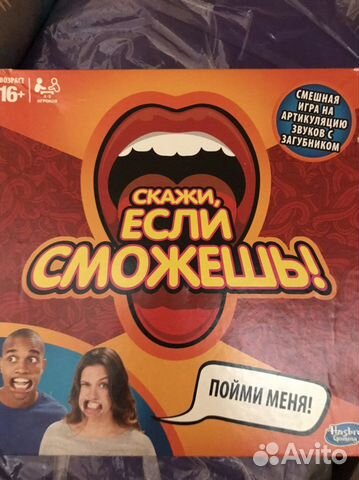 ВОЗРАСТ
16+
ИГРОКОВ
СМЕШНАЯ
ИГРА НА
АРТИКУЛЯЦИЮ
ЗВУКОВ С
ЗАГУБНИКОМ
СКАЖИ,
ЕСЛИ
СМОЖЕШЬ!
ПОЙМИ МЕНЯ!
Hasbro
Gaming
Avito